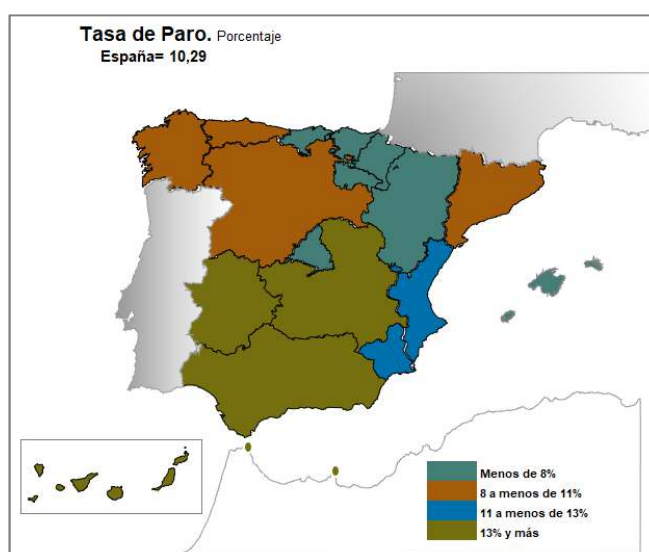 Tasa de Paro. Porcentaje
España= 10,29
Menos de 8%
8 a menos de 11%
11 a menos de 13%
13% y más